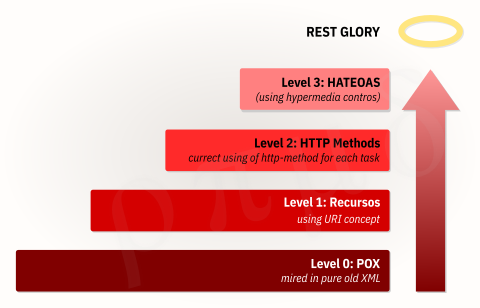 REST GLORY
Level 3: HATEOAS
(using hypermedia contros)
Level 2: HTTP Methods
currect using of http-method for each task
Level 1: Recursos
using URI concept
Level 0: POX
mired in pure old XML